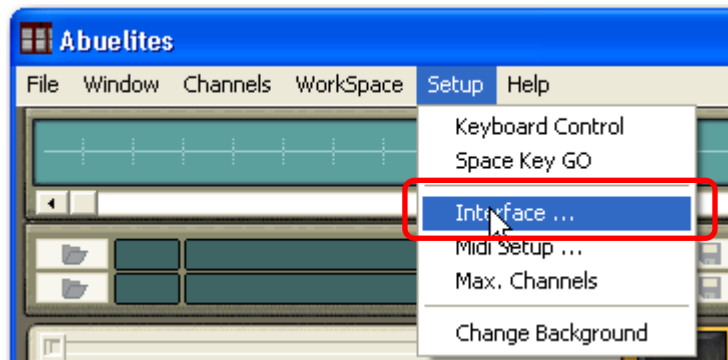 Abuelites
File Window Channels WorkSpace Setup Help
Keyboard Control
Space Key GO
Interface ...
Midi Setup ...
Max. Channels
Change Background